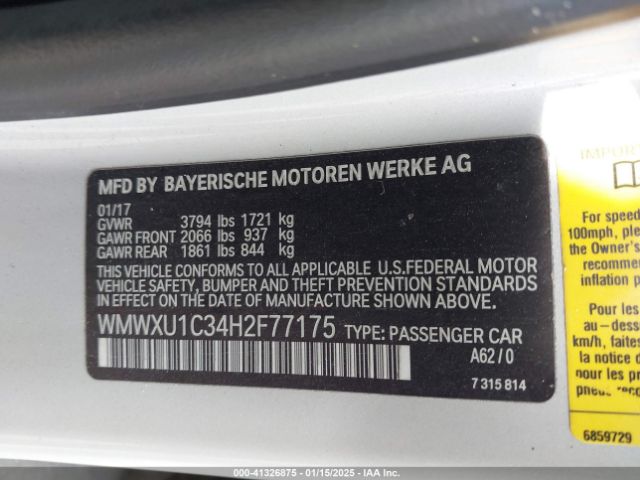 MFD BY BAYERISCHE MOTOREN WERKE AG
01/17
GVWR 3794 lbs 1721 kg
GAWR FRONT 2066 lbs 937 kg
GAWR REAR 1861 lbs 844 kg
THIS VEHICLE CONFORMS TO ALL APPLICABLE U.S.FEDERAL MOTOR
VEHICLE SAFETY, BUMPER AND THEFT PREVENTION STANDARDS
IN EFFECT ON THE DATE OF MANUFACTURE SHOWN ABOVE.
WMWXU1C34H2F77175 TYPE: PASSENGER CAR
A62/0
7 315 814
For speed
100mph, ple
the Owner's
recommen
inflation p
Pour les
au-dess
km/h, faites
la notice d
nous reco
6859729
00-41326875 - 01/15/2025 - IAA Inc.